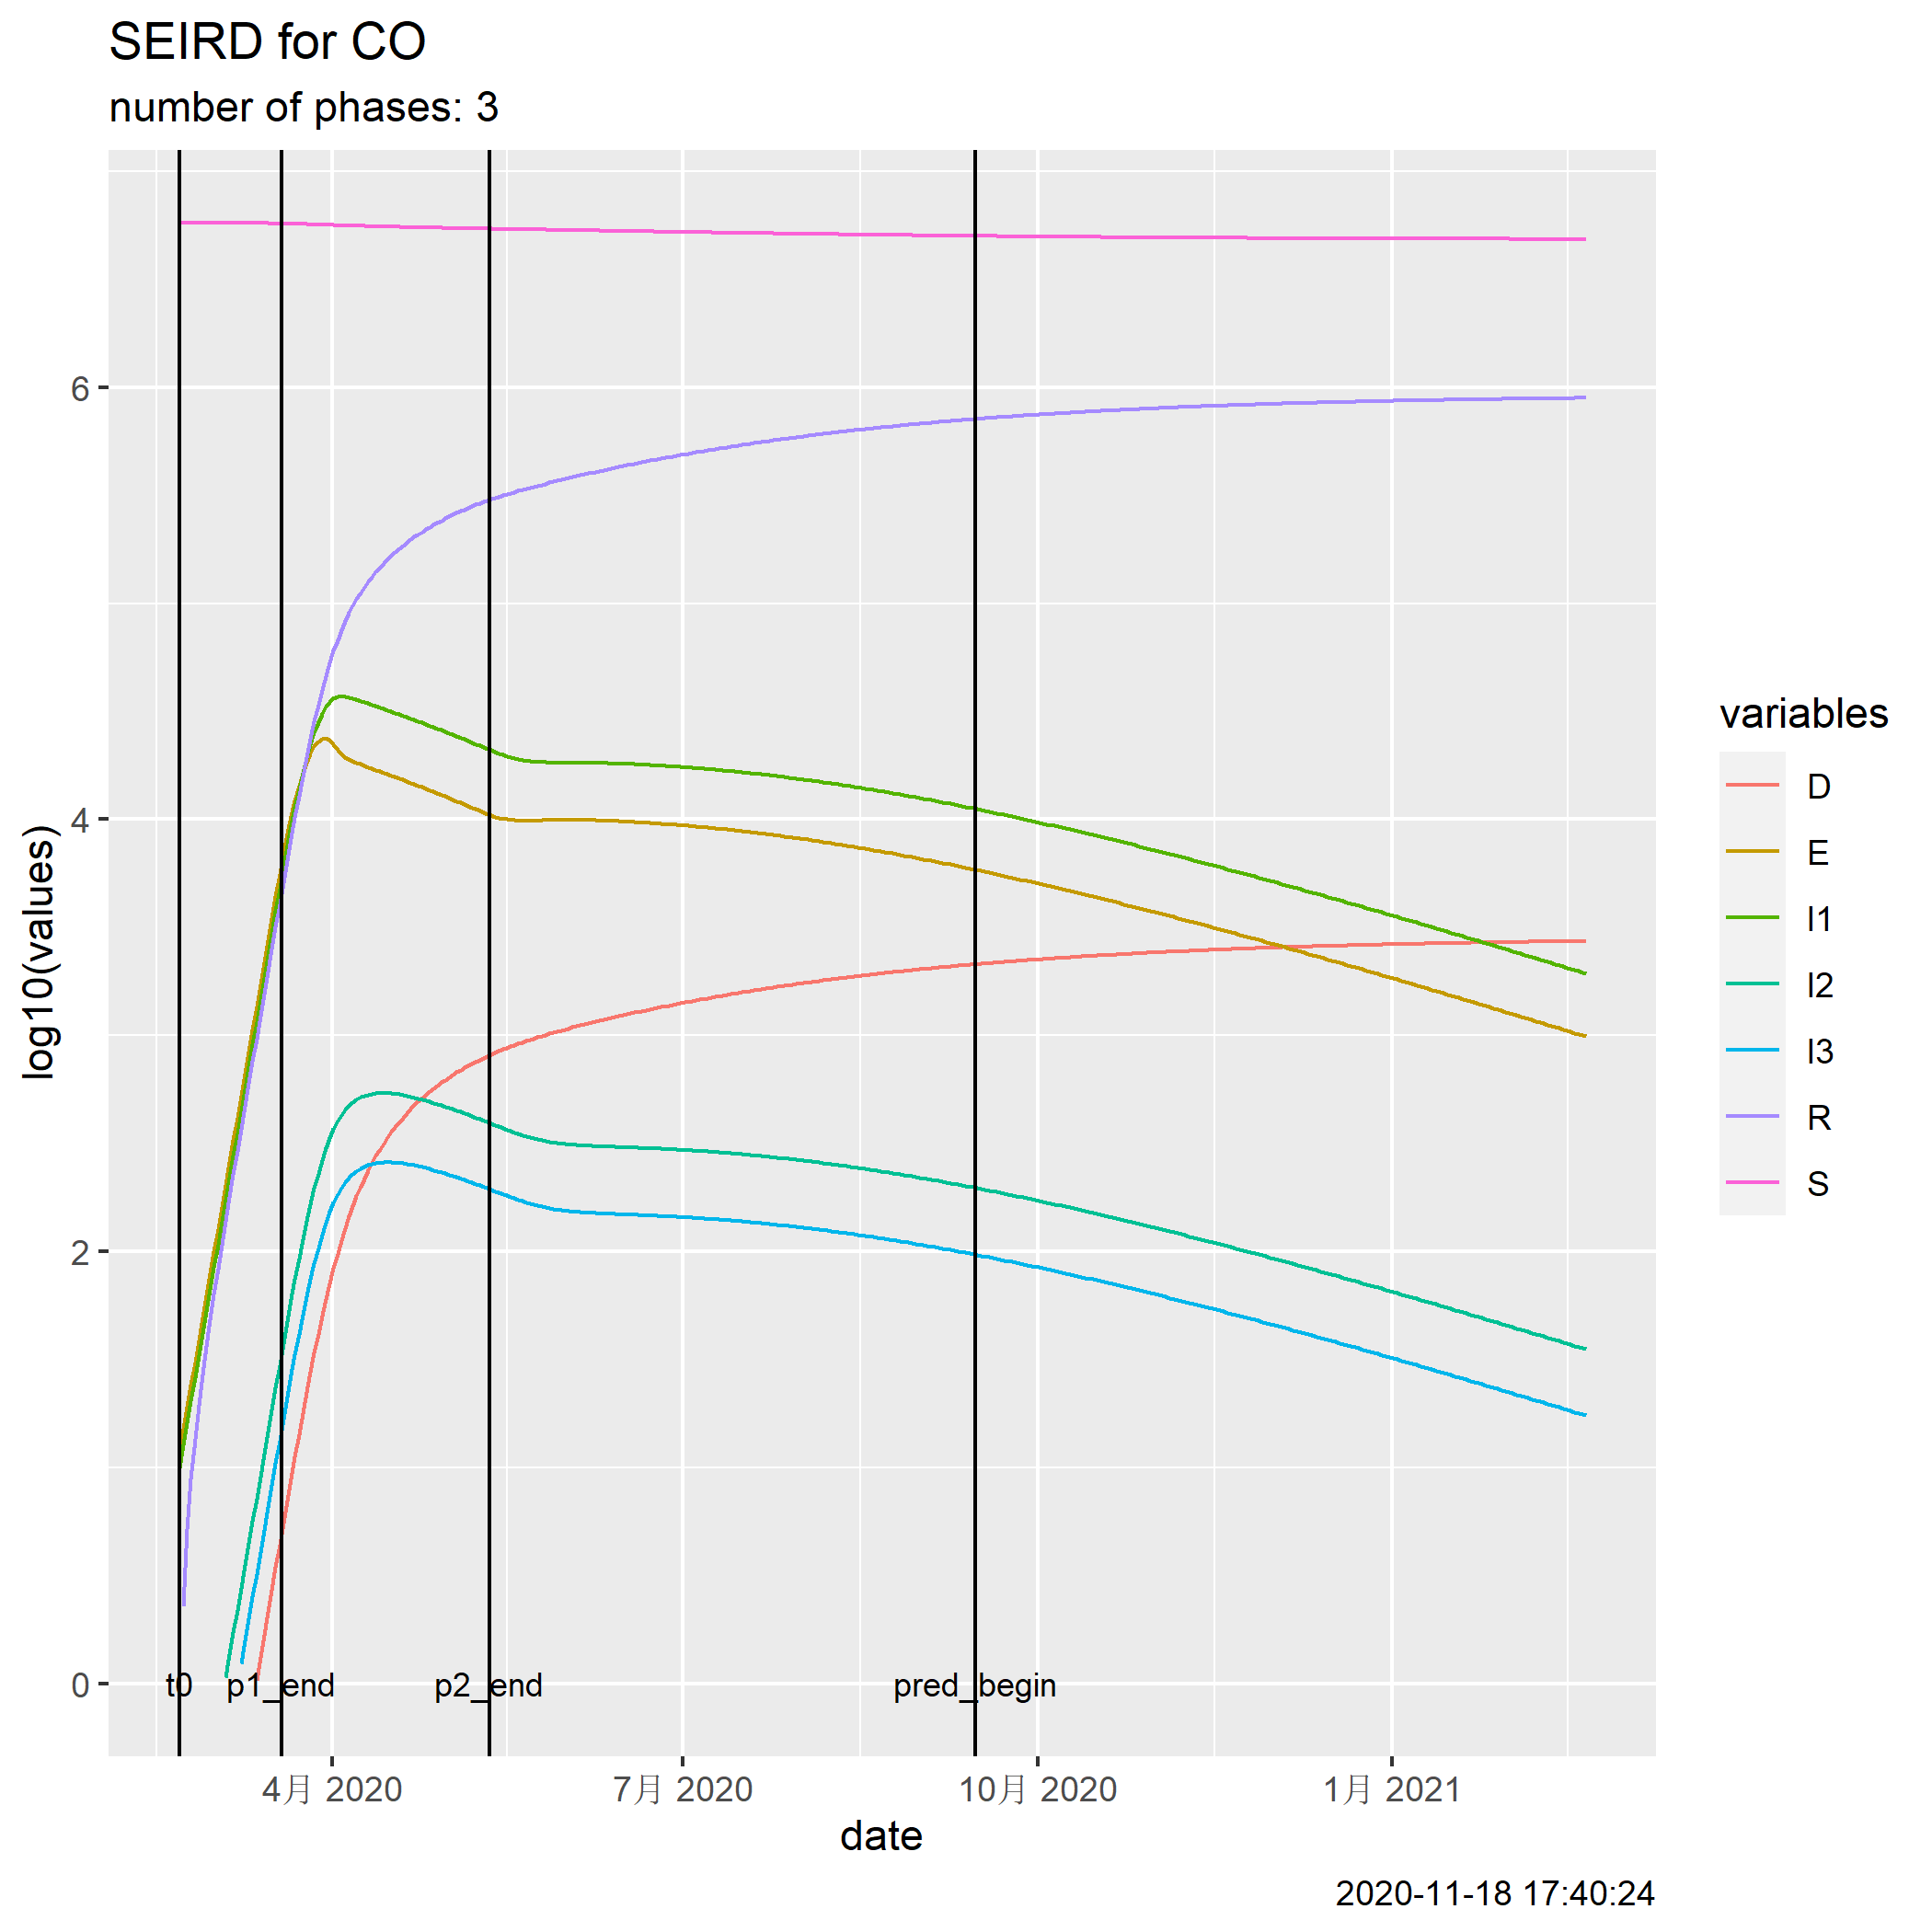 SEIRD for CO
number of phases: 3
log10(values)
6
4
2
0
t0
p1_end
p2_end
pred_begin
4月 2020
7月 2020
10月 2020
1月 2021
date
variables
D
E
I1
I2
I3
R
S
2020-11-18 17:40:24